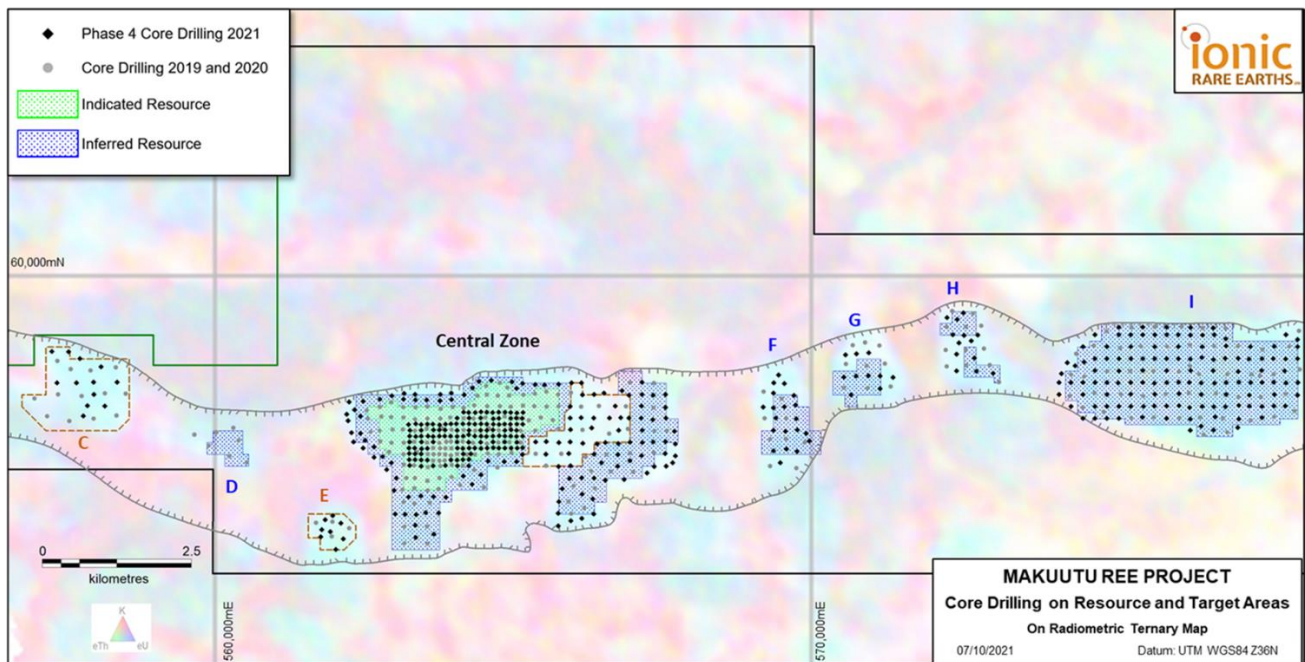 Phase 4 Core Drilling 2021
Core Drilling 2019 and 2020
Indicated Resource
Inferred Resource
ionic
RARE EARTHS
60,000mN
H
G
I
Central Zone
F
C
D
E
0 2.5
kilometres
K
eTh eU
560,000mE
570,000mE
MAKUUTU REE PROJECT
Core Drilling on Resource and Target Areas
On Radiometric Ternary Map
07/10/2021 Datum: UTM WGS84 Z36N